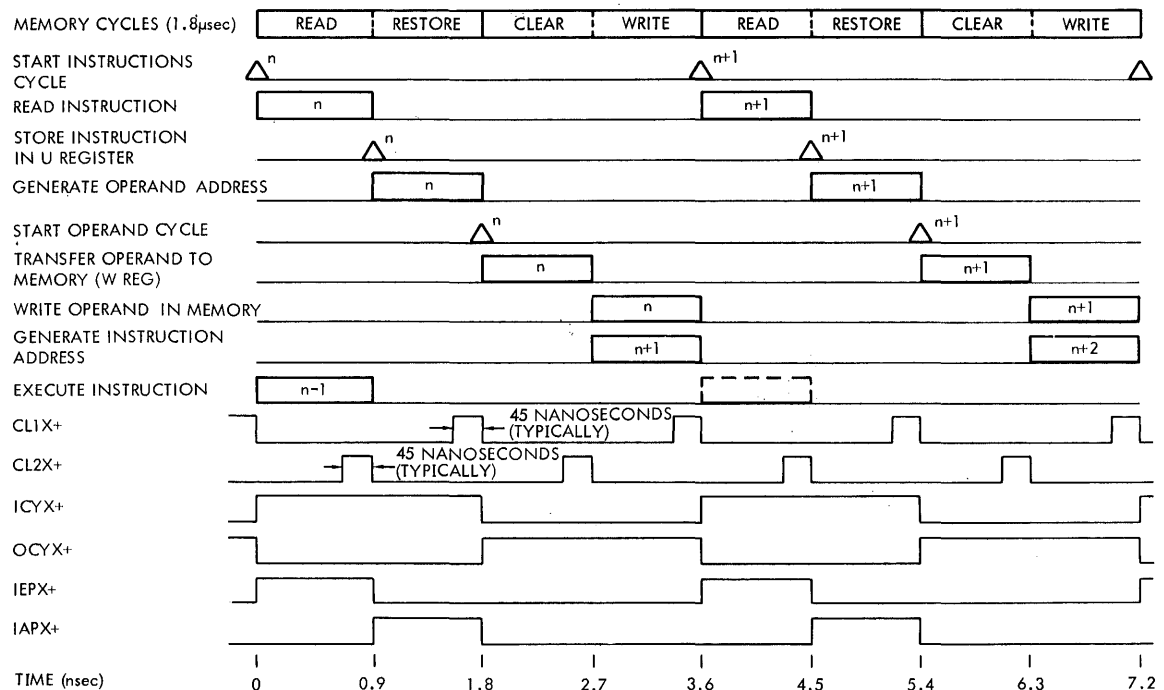 MEMORY CYCLES (1.8μsec) READ RESTORE CLEAR WRITE READ RESTORE CLEAR WRITE
START INSTRUCTIONS n n+1
CYCLE
READ INSTRUCTION n n+1
STORE INSTRUCTION n n+1
IN U REGISTER
GENERATE OPERAND ADDRESS n n+1
START OPERAND CYCLE n n+1
TRANSFER OPERAND TO n n+1
MEMORY (W REG)
WRITE OPERAND IN MEMORY n n+1
GENERATE INSTRUCTION n+1 n+2
ADDRESS
EXECUTE INSTRUCTION n-1
CL1X+ 45 NANOSECONDS
(TYPICALLY)
CL2X+ 45 NANOSECONDS
(TYPICALLY)
ICYX+
OCYX+
IEPX+
IAPX+
TIME (nsec) 0 0.9 1.8 2.7 3.6 4.5 5.4 6.3 7.2